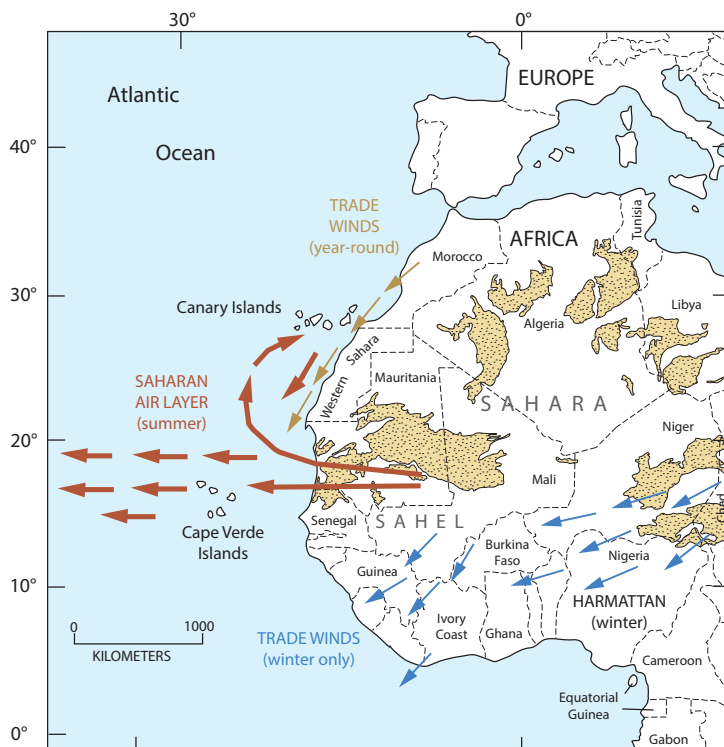 30°
0°
EUROPE
Atlantic
Ocean
40°
TRADE
WINDS
(year-round)
Tunisia
AFRICA
Morocco
30°
Canary Islands
Libya
Algeria
Western Sahara
Mauritania
SAHARAN
AIR LAYER
(summer)
SAHARA
20°
Niger
Mali
Senegal
SAHEL
Cape Verde
Islands
Burkina
Faso
Nigeria
Guinea
10°
HARMATTAN
(winter)
0
1000
KILOMETERS
TRADE WINDS
(winter only)
Ivory
Coast
Ghana
Cameroon
Equatorial
Guinea
0°
Gabon